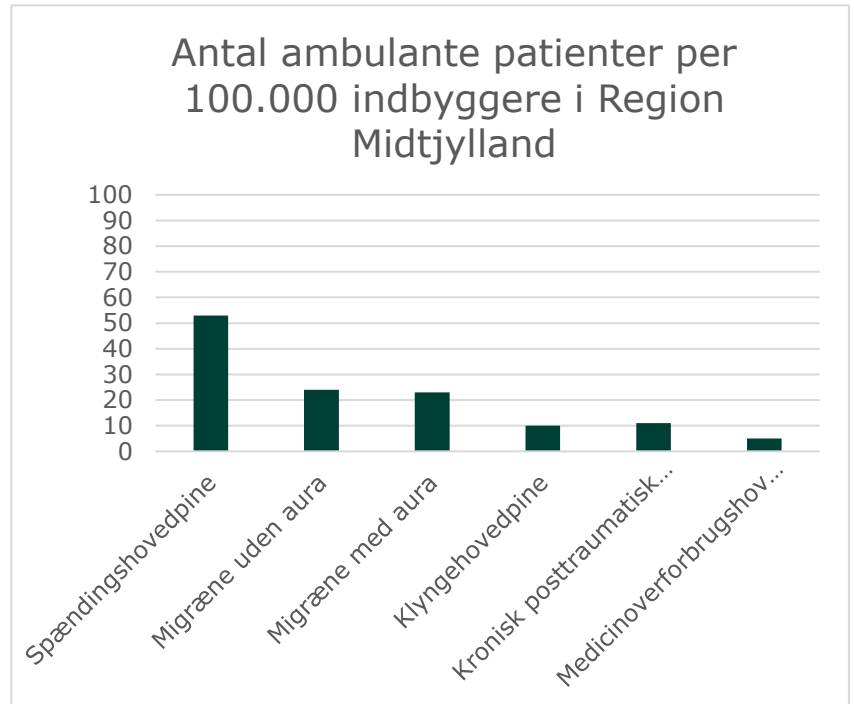 Antal ambulante patienter per
100.000 indbyggere i Region
Midtjylland
100
90
80
70
60
50
40
30
20
10
0
Spændingshovedpine
Migræne uden aura
Migræne med aura
Klyngehovedpine
Kronisk posttraumatisk...
Medicinoverforbrugshov...